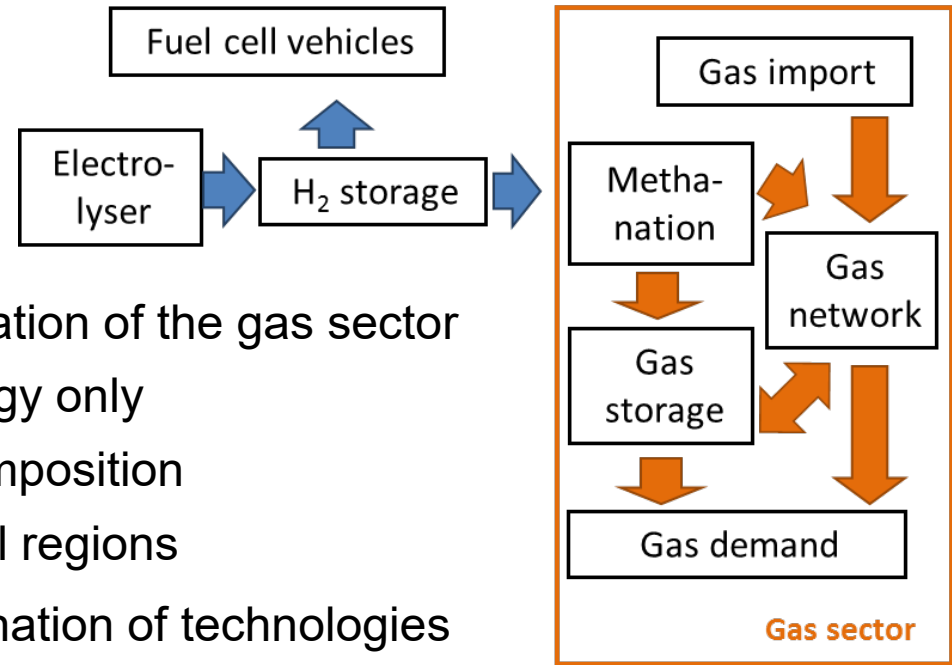 Fuel cell vehicles
Electro-
lyser
H₂ storage
Gas import
Metha-
nation
Gas
network
Gas
storage
Gas demand
Gas sector
ation of the gas sector
gy only
mposition
l regions
nation of technologies